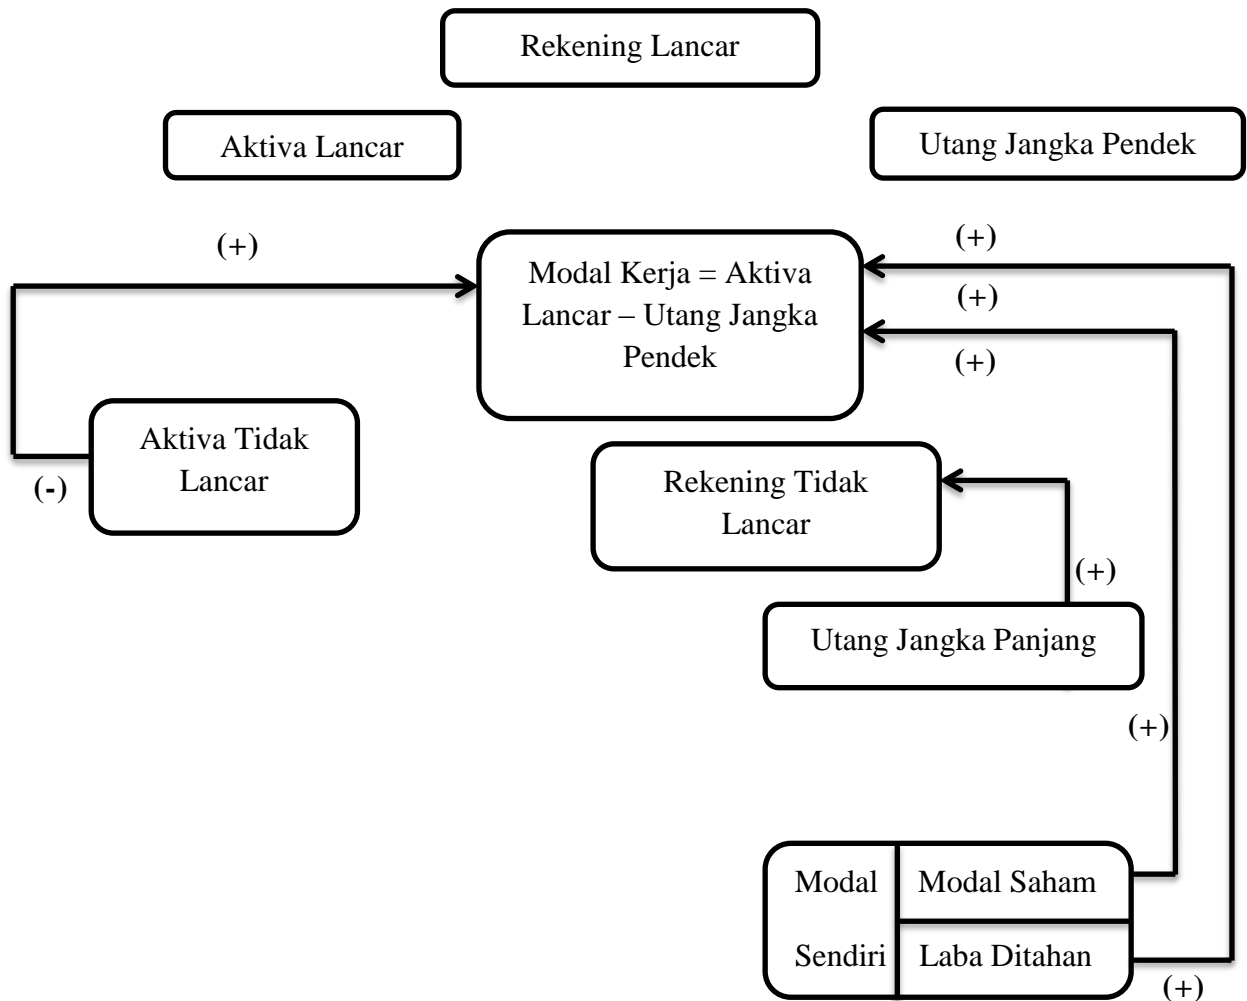 Rekening Lancar
Aktiva Lancar
Utang Jangka Pendek
(+)
(+)
Modal Kerja = Aktiva
Lancar – Utang Jangka
Pendek
(+)
(+)
Aktiva Tidak
Lancar
(-)
Rekening Tidak
Lancar
(+)
Utang Jangka Panjang
(+)
Modal
Modal Saham
Sendiri
Laba Ditahan
(+)